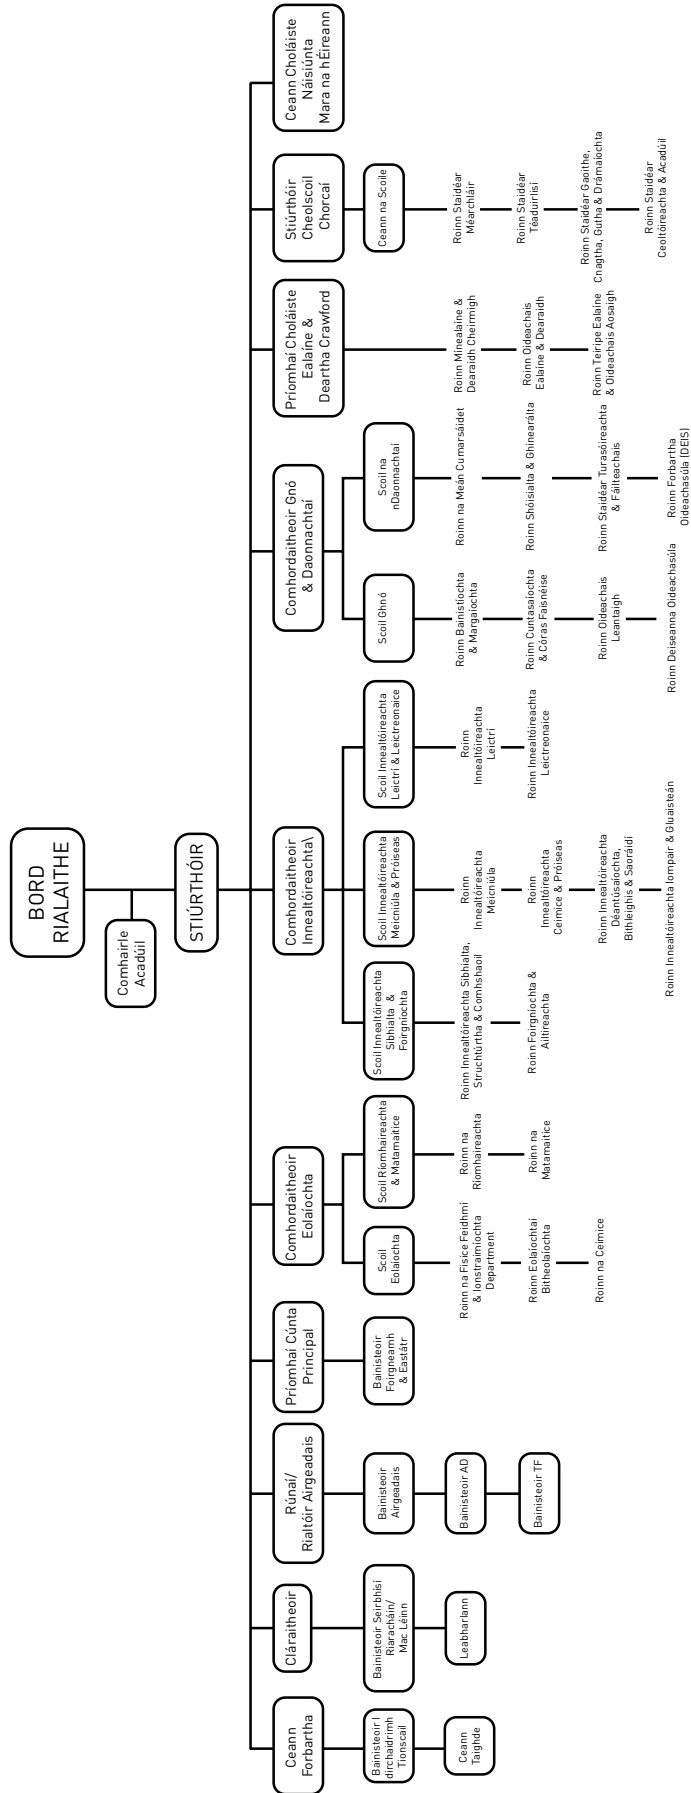 BORD
RIALAITHE
Comhairle
Acadúil
STIÚRTHÓIR
Ceann
Forbartha
Bainisteoir I
dirchaidrimh
Tionscail
Ceann
Taighde
Cláraitheoir
Bainisteoir Seirbhísí
Riaracháin/
Mac Léinn
Leabharlann
Rúnaí/
Rialtóir Airgeadais
Bainisteoir
Airgeadais
Bainisteoir AD
Bainisteoir TF
Príomhaí Cúnta
Principal
Bainisteoir
Foirgneamh
& Eastátr
Comhordaitheoir
Eolaíochta
Scoil
Eolaíochta
Roinn na Fisice Feidhmí
& Ionstraimíochta
Department
Roinn Eolaíochtaí
Bitheolaíochta
Roinn na Ceimice
Scoil Ríomhaireachta
& Matamaitice
Roinn na
Ríomhaireachta
Roinn na
Matamaitice
Comhordaitheoir
Innealtóireachta\
Scoil Innealtóireachta
Sibhialta &
Foirgníochta
Roinn Innealtóireachta Sibhialta,
Struchtúrtha & Comhshaoil
Roinn Foirgníochta &
Ailtireachta
Scoil Innealtóireachta
Meicniúla & Próiseas
Roinn
Innealtóireachta
Meicniúla
Roinn
Innealtóireachta
Ceimice & Próiseas
Roinn Innealtóireachta
Déantúsaíochta,
Bithleighis & Saoráidí
Roinn Innealtóireachta Iompair & Gluaisteán
Scoil Innealtóireachta
Leictrí & Leictreonaice
Roinn
Innealtóireachta
Leictrí
Roinn Innealtóireachta
Leictreonaice
Comhordaitheoir Gnó
& Daonnachtaí
Scoil Ghnó
Roinn Bainistíochta
& Margaíochta
Roinn Cuntasaíochta
& Córas Faisnéise
Roinn Oideachais
Leantaigh
Roinn Deiseanna Oideachasúla
Scoil na
nDaonnachtaí
Roinn na Meán Cumarsáidet
Roinn Shóisialta & Ghinearálta
Roinn Staidéar Turasóireachta
& Fáilteachais
Roinn Forbartha
Oideachasúla (DEIS)
Príomhaí Choláiste
Ealaíne &
Deartha Crawford
Roinn Mínealaíne &
Dearaidh Cheirmigh
Roinn Oideachais
Ealaíne & Dearaidh
Roinn Teiripe Ealaíne
& Oideachais Aosaigh
Stiúrthóir
Cheolscoil
Chorcaí
Ceann na Scoile
Roinn Staidéar
Méarchláir
Roinn Staidéar
Téaduirlisí
Roinn Staidéar Gaoithe,
Cnagtha, Gutha & Drámaíochta
Roinn Staidéar
Ceoltóireachta & Acadúil
Ceann Choláiste
Náisiúnta
Mara na hÉireann